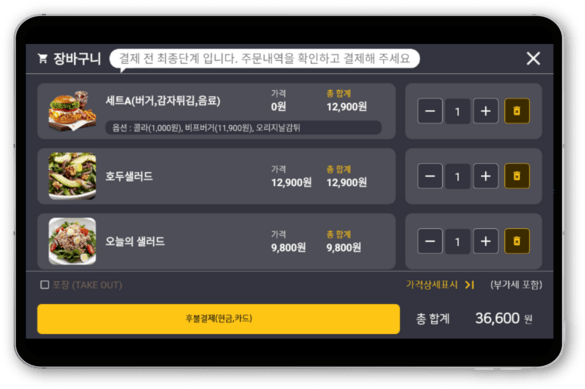 장바구니 결제 전 최종단계 입니다. 주문내역을 확인하고 결제해 주세요
세트A(버거,감자튀김,음료) 가격 0원 총 합계 12,900원 1
옵션 : 콜라(1,000원), 비프버거(11,900원), 오리지날감튀
호두샐러드 가격 12,900원 총 합계 12,900원 1
오늘의 샐러드 가격 9,800원 총 합계 9,800원 1
포장 (TAKE OUT) 가격상세표시 (부가세 포함)
후불결제(현금,카드) 총 합계 36,600 원